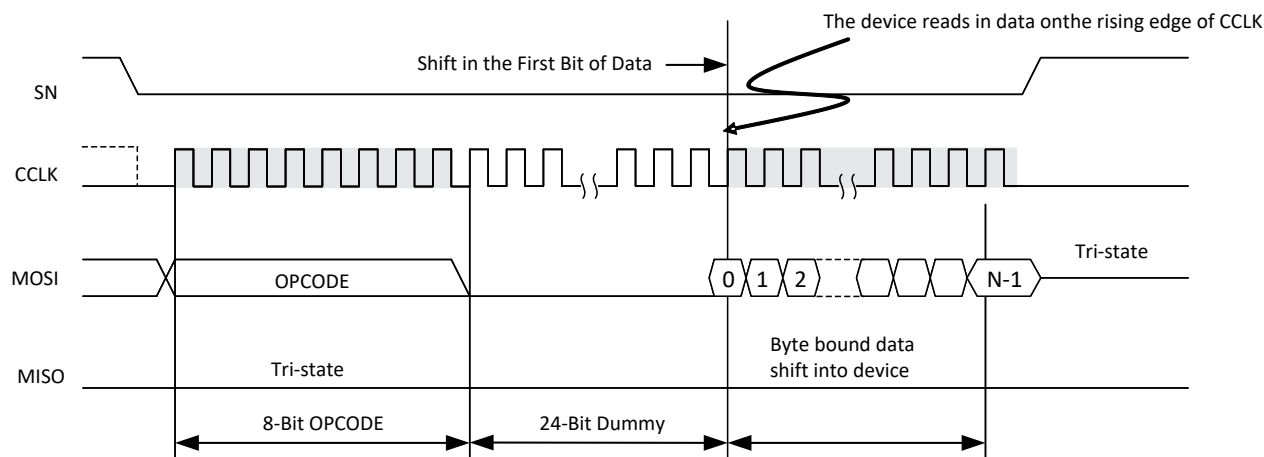 The device reads in data onthe rising edge of CCLK
Shift in the First Bit of Data
SN
CCLK
Tri-state
MOSI
OPCODE
0 1 2 N-1
Byte bound data
shift into device
MISO
Tri-state
8-Bit OPCODE
24-Bit Dummy